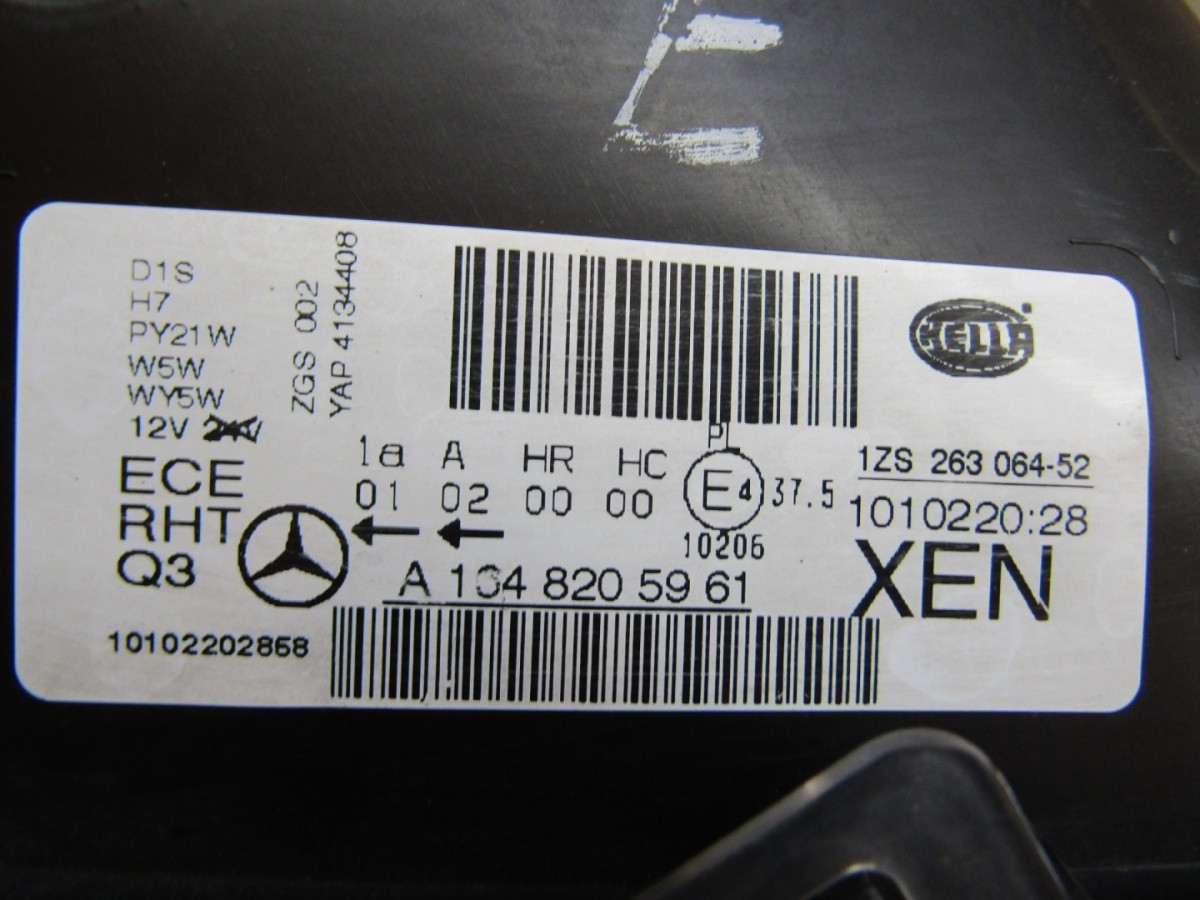 D1S
H7
PY21W
W5W
WY5W
12V 24V
ECE
RHT
Q3
10102202858
ZGS 002
YAP 4134408
1a A HR HC
01 02 00 00
PL
E4 37.5
10206
A 164 820 59 61
HELLA
1ZS 263 064-52
1010220:28
XEN